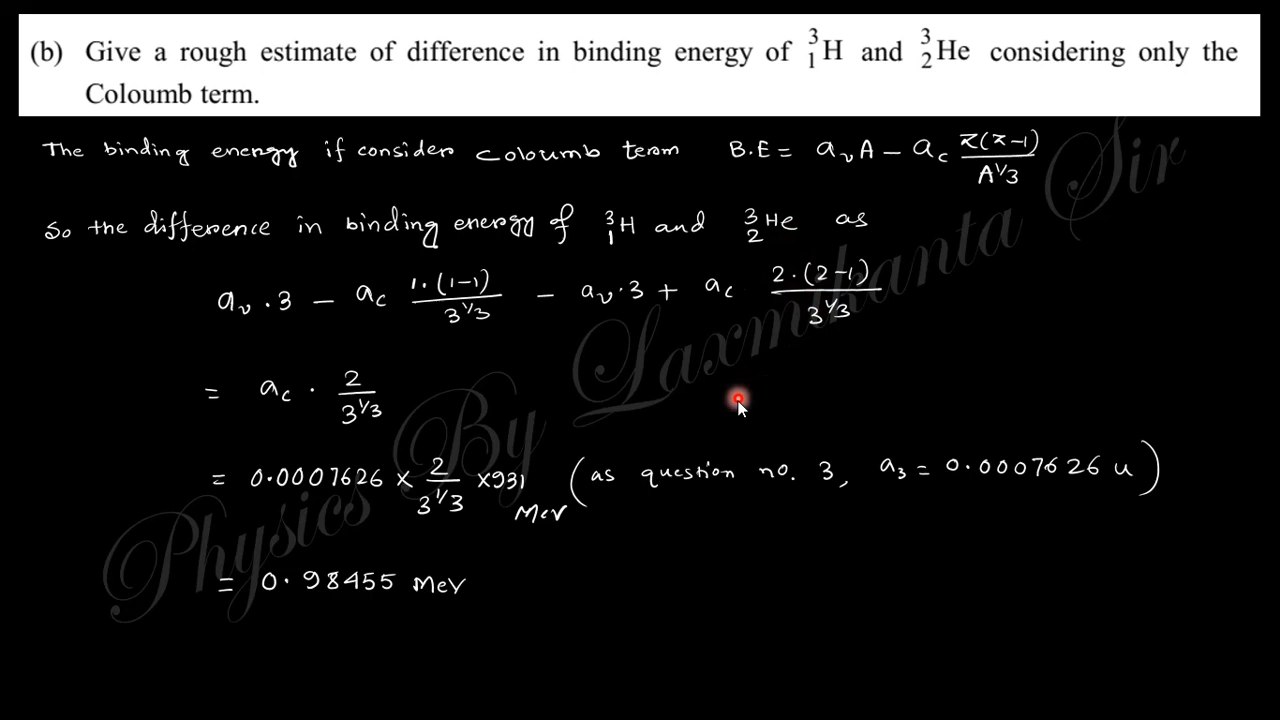 (b) Give a rough estimate of difference in binding energy of ³₁H and ³₂He considering only the
Coloumb term.
The binding energy if consider Coloumb term B.E = aᵥA − a_c Z(Z−1)/A^1/3
So the difference in binding energy of ³₁H and ³₂He as
aᵥ·3 − a_c 1·(1−1)/3^1/3 − aᵥ·3 + a_c 2·(2−1)/3^1/3
= a_c · 2/3^1/3
= 0.0007626 × 2/3^1/3 × 931 MeV (as question no. 3, a₃ = 0.0007626 u)
= 0.98455 MeV
Physics By Laxmikanta Sir